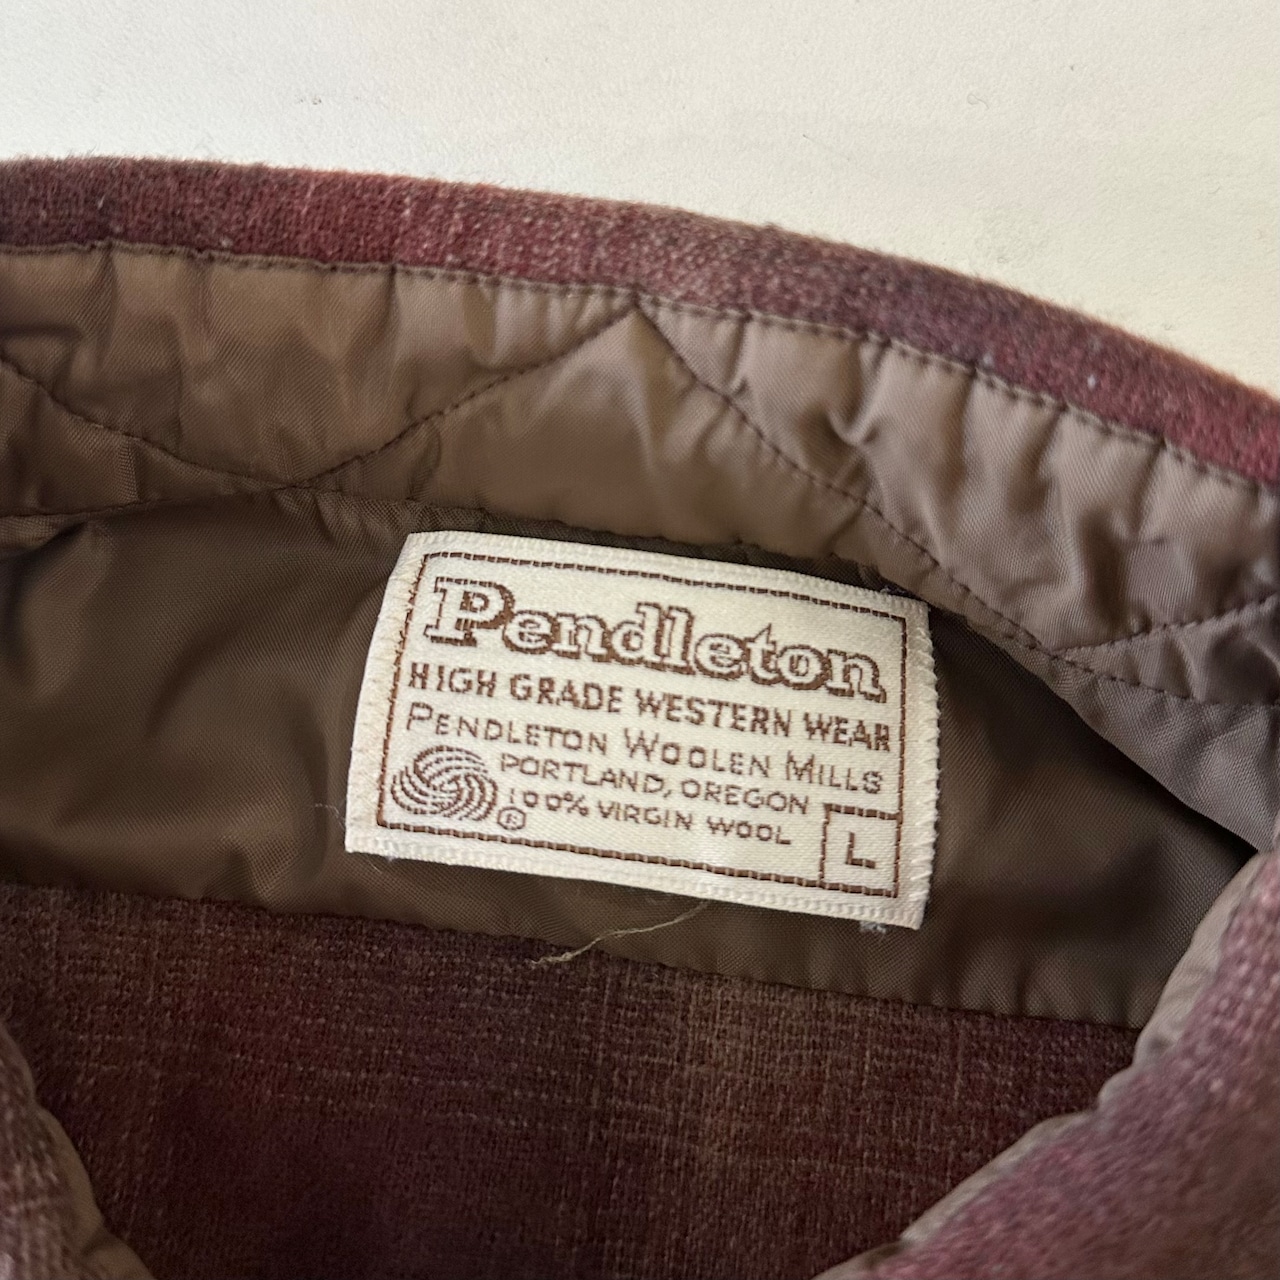 Pendleton
HIGH GRADE WESTERN WEAR
PENDLETON WOOLEN MILLS
PORTLAND, OREGON
100% VIRGIN WOOL
®
L